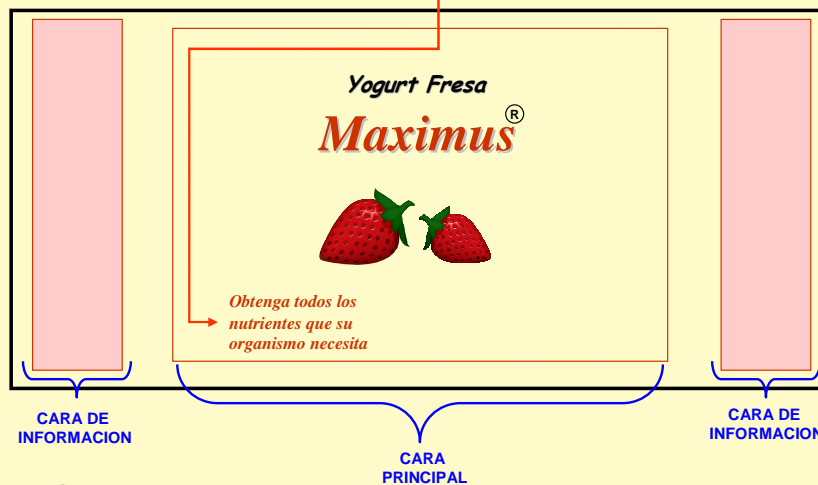 Yogurt Fresa
Maximus®
Obtenga todos los
nutrientes que su
organismo necesita
CARA DE
INFORMACION
CARA
PRINCIPAL
CARA DE
INFORMACION